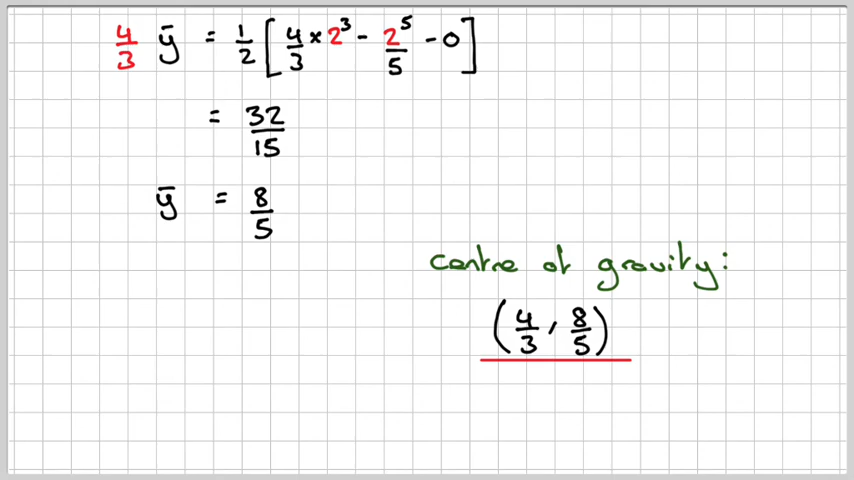 4/3 ȳ = 1/2 [4/3 × 2³ - 2⁵/5 - 0]
= 32/15
ȳ = 8/5
centre of gravity:
(4/3, 8/5)